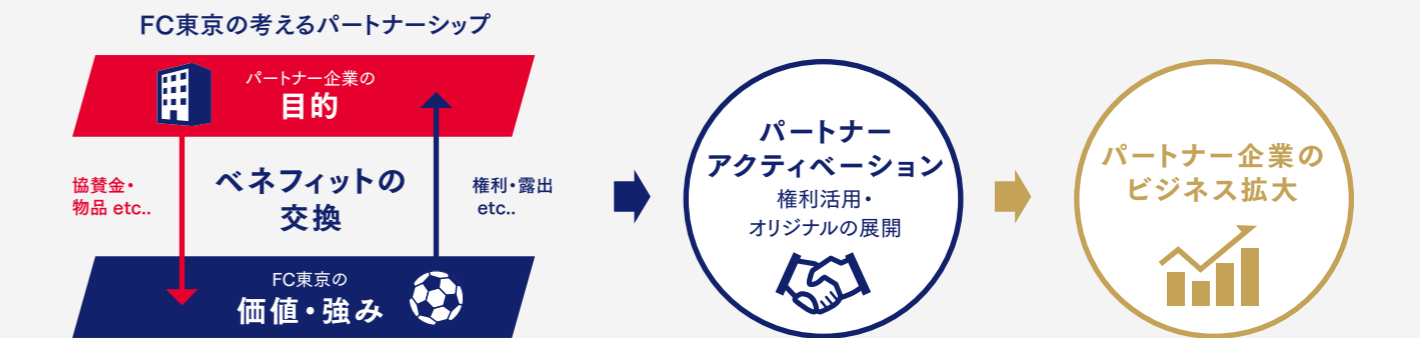 FC東京の考えるパートナーシップ
パートナー企業の
目的
協賛金・
物品 etc..
ベネフィットの
交換
権利・露出
etc..
FC東京の
価値・強み
パートナー
アクティベーション
権利活用・
オリジナルの展開
パートナー企業の
ビジネス拡大